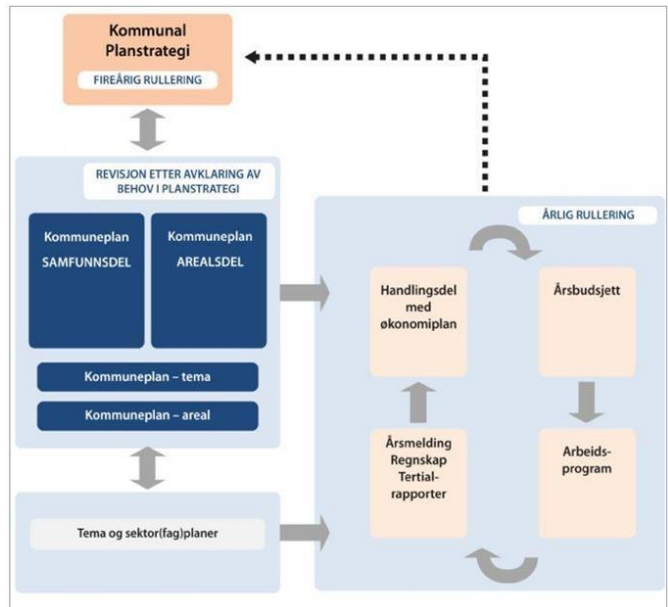 Kommunal
Planstrategi
FIREÅRIG RULLERING
REVISJON ETTER AVKLARING AV
BEHOV I PLANSTRATEGI
Kommuneplan
SAMFUNNSDEL
Kommuneplan
AREALSDEL
Kommuneplan – tema
Kommuneplan – areal
Tema og sektor(fag)planer
ÅRLIG RULLERING
Handlingsdel
med
økonomiplan
Årsbudsjett
Årsmelding
Regnskap
Tertial-
rapporter
Arbeids-
program